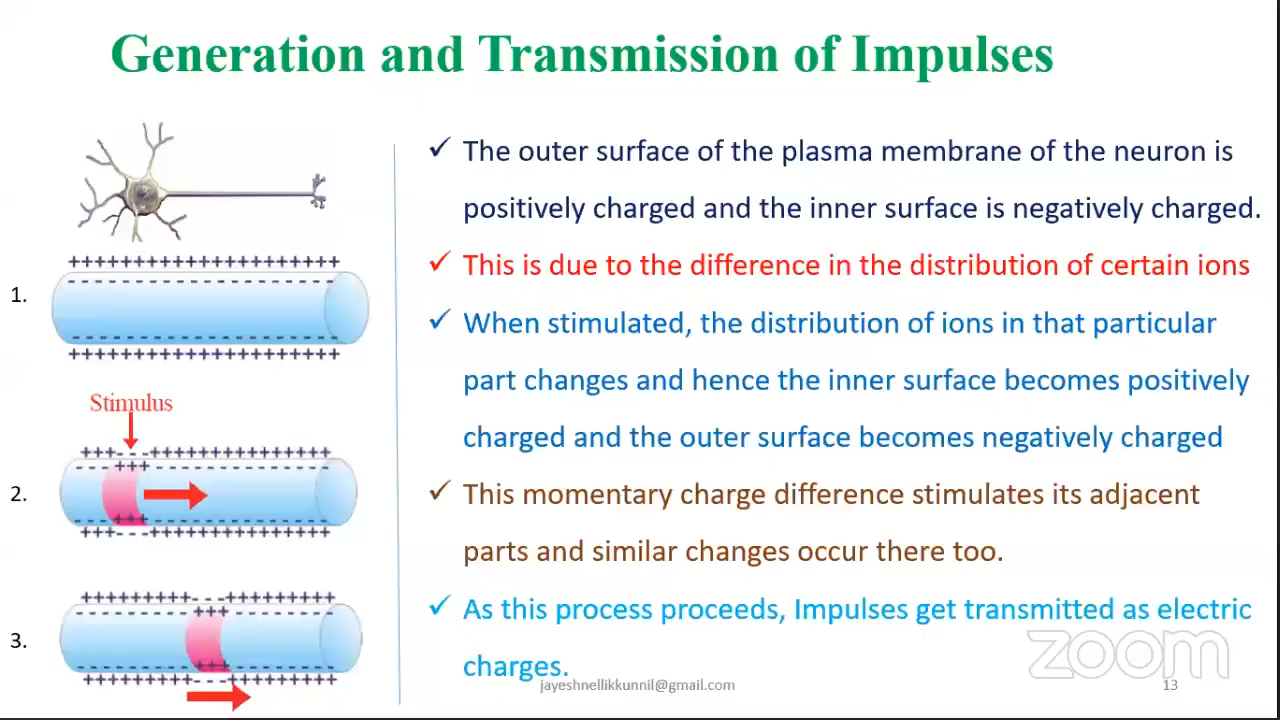 Generation and Transmission of Impulses
✓ The outer surface of the plasma membrane of the neuron is
positively charged and the inner surface is negatively charged.
✓ This is due to the difference in the distribution of certain ions
✓ When stimulated, the distribution of ions in that particular
part changes and hence the inner surface becomes positively
charged and the outer surface becomes negatively charged
✓ This momentary charge difference stimulates its adjacent
parts and similar changes occur there too.
✓ As this process proceeds, Impulses get transmitted as electric
charges.
1.
Stimulus
2.
3.
zoom
jayeshnellikkunnil@gmail.com
13